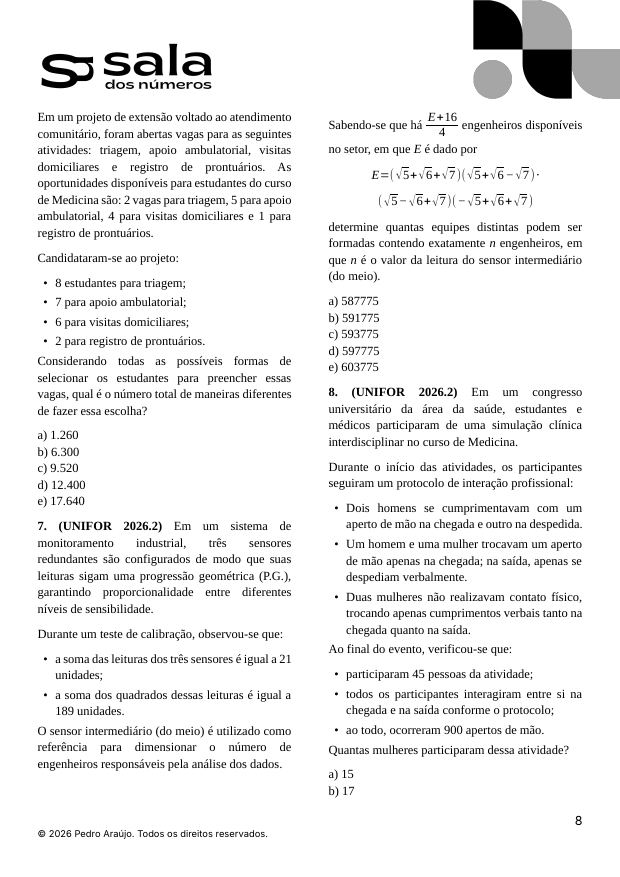 sala
dos números
Em um projeto de extensão voltado ao atendimento
comunitário, foram abertas vagas para as seguintes
atividades: triagem, apoio ambulatorial, visitas
domiciliares e registro de prontuários. As
oportunidades disponíveis para estudantes do curso
de Medicina são: 2 vagas para triagem, 5 para apoio
ambulatorial, 4 para visitas domiciliares e 1 para
registro de prontuários.
Candidataram-se ao projeto:
• 8 estudantes para triagem;
• 7 para apoio ambulatorial;
• 6 para visitas domiciliares;
• 2 para registro de prontuários.
Considerando todas as possíveis formas de
selecionar os estudantes para preencher essas
vagas, qual é o número total de maneiras diferentes
de fazer essa escolha?
a) 1.260
b) 6.300
c) 9.520
d) 12.400
e) 17.640
7. (UNIFOR 2026.2) Em um sistema de
monitoramento industrial, três sensores
redundantes são configurados de modo que suas
leituras sigam uma progressão geométrica (P.G.),
garantindo proporcionalidade entre diferentes
níveis de sensibilidade.
Durante um teste de calibração, observou-se que:
• a soma das leituras dos três sensores é igual a 21
unidades;
• a soma dos quadrados dessas leituras é igual a
189 unidades.
O sensor intermediário (do meio) é utilizado como
referência para dimensionar o número de
engenheiros responsáveis pela análise dos dados.
Sabendo-se que há (E+16)/4 engenheiros disponíveis
no setor, em que E é dado por
E=(√5+√6+√7)(√5+√6−√7)·
(√5−√6+√7)(−√5+√6+√7)
determine quantas equipes distintas podem ser
formadas contendo exatamente n engenheiros, em
que n é o valor da leitura do sensor intermediário
(do meio).
a) 587775
b) 591775
c) 593775
d) 597775
e) 603775
8. (UNIFOR 2026.2) Em um congresso
universitário da área da saúde, estudantes e
médicos participaram de uma simulação clínica
interdisciplinar no curso de Medicina.
Durante o início das atividades, os participantes
seguiram um protocolo de interação profissional:
• Dois homens se cumprimentavam com um
aperto de mão na chegada e outro na despedida.
• Um homem e uma mulher trocavam um aperto
de mão apenas na chegada; na saída, apenas se
despediam verbalmente.
• Duas mulheres não realizavam contato físico,
trocando apenas cumprimentos verbais tanto na
chegada quanto na saída.
Ao final do evento, verificou-se que:
• participaram 45 pessoas da atividade;
• todos os participantes interagiram entre si na
chegada e na saída conforme o protocolo;
• ao todo, ocorreram 900 apertos de mão.
Quantas mulheres participaram dessa atividade?
a) 15
b) 17
8
© 2026 Pedro Araújo. Todos os direitos reservados.